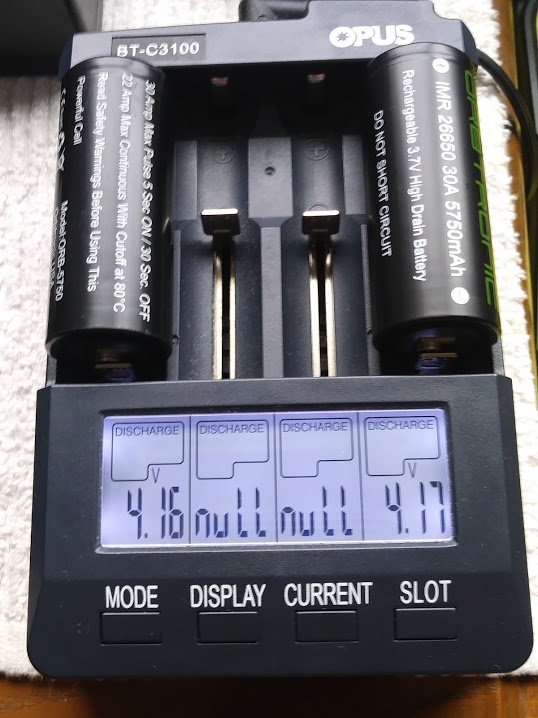 BT-C3100
OPUS
30 Amp Max Pulse 5 Sec ON / 30 Sec. OFF
22 Amp Max Continuous With Cutoff at 80°C
Read Safety Warnings Before Using This
Powerful Cell
Model:ORB-5750
IMR 26650 30A 5750mAh
Rechargeable 3.7V High Drain Battery
DO NOT SHORT CIRCUIT
DISCHARGE DISCHARGE DISCHARGE DISCHARGE
V V
4.16 null null 4.17
MODE DISPLAY CURRENT SLOT